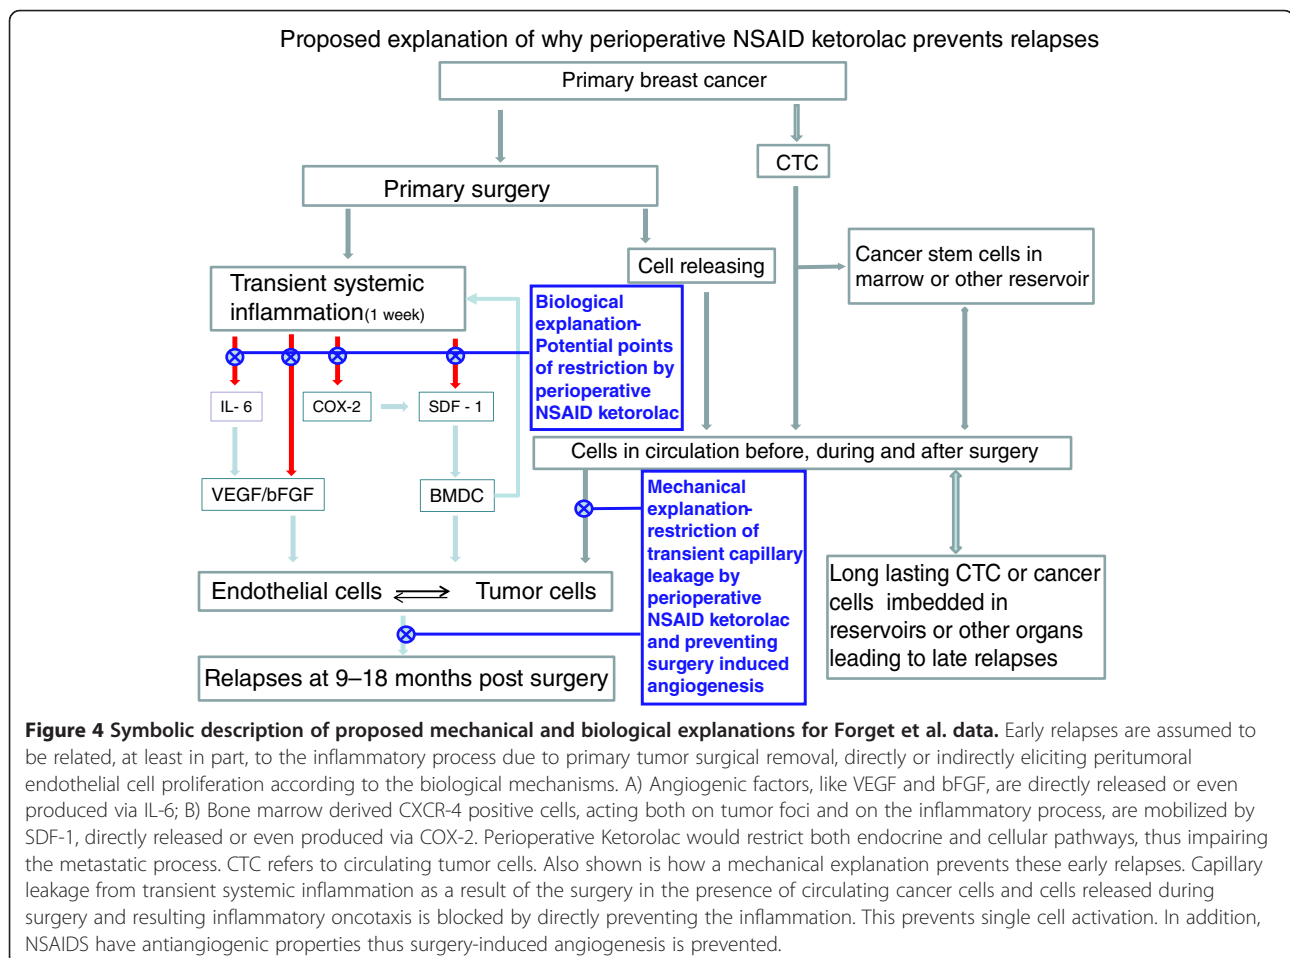 Proposed explanation of why perioperative NSAID ketorolac prevents relapses
Primary breast cancer
CTC
Primary surgery
Cell releasing
Cancer stem cells in
marrow or other reservoir
Transient systemic
inflammation(1 week)
Biological
explanation-
Potential points
of restriction by
perioperative
NSAID ketorolac
IL- 6
COX-2
SDF - 1
Cells in circulation before, during and after surgery
VEGF/bFGF
BMDC
Mechanical
explanation-
restriction of
transient capillary
leakage by
perioperative
NSAID ketorolac
and preventing
surgery induced
angiogenesis
Endothelial cells
Tumor cells
Long lasting CTC or cancer
cells imbedded in
reservoirs or other organs
leading to late relapses
Relapses at 9–18 months post surgery
Figure 4 Symbolic description of proposed mechanical and biological explanations for Forget et al. data. Early relapses are assumed to
be related, at least in part, to the inflammatory process due to primary tumor surgical removal, directly or indirectly eliciting peritumoral
endothelial cell proliferation according to the biological mechanisms. A) Angiogenic factors, like VEGF and bFGF, are directly released or even
produced via IL-6; B) Bone marrow derived CXCR-4 positive cells, acting both on tumor foci and on the inflammatory process, are mobilized by
SDF-1, directly released or even produced via COX-2. Perioperative Ketorolac would restrict both endocrine and cellular pathways, thus impairing
the metastatic process. CTC refers to circulating tumor cells. Also shown is how a mechanical explanation prevents these early relapses. Capillary
leakage from transient systemic inflammation as a result of the surgery in the presence of circulating cancer cells and cells released during
surgery and resulting inflammatory oncotaxis is blocked by directly preventing the inflammation. This prevents single cell activation. In addition,
NSAIDS have antiangiogenic properties thus surgery-induced angiogenesis is prevented.